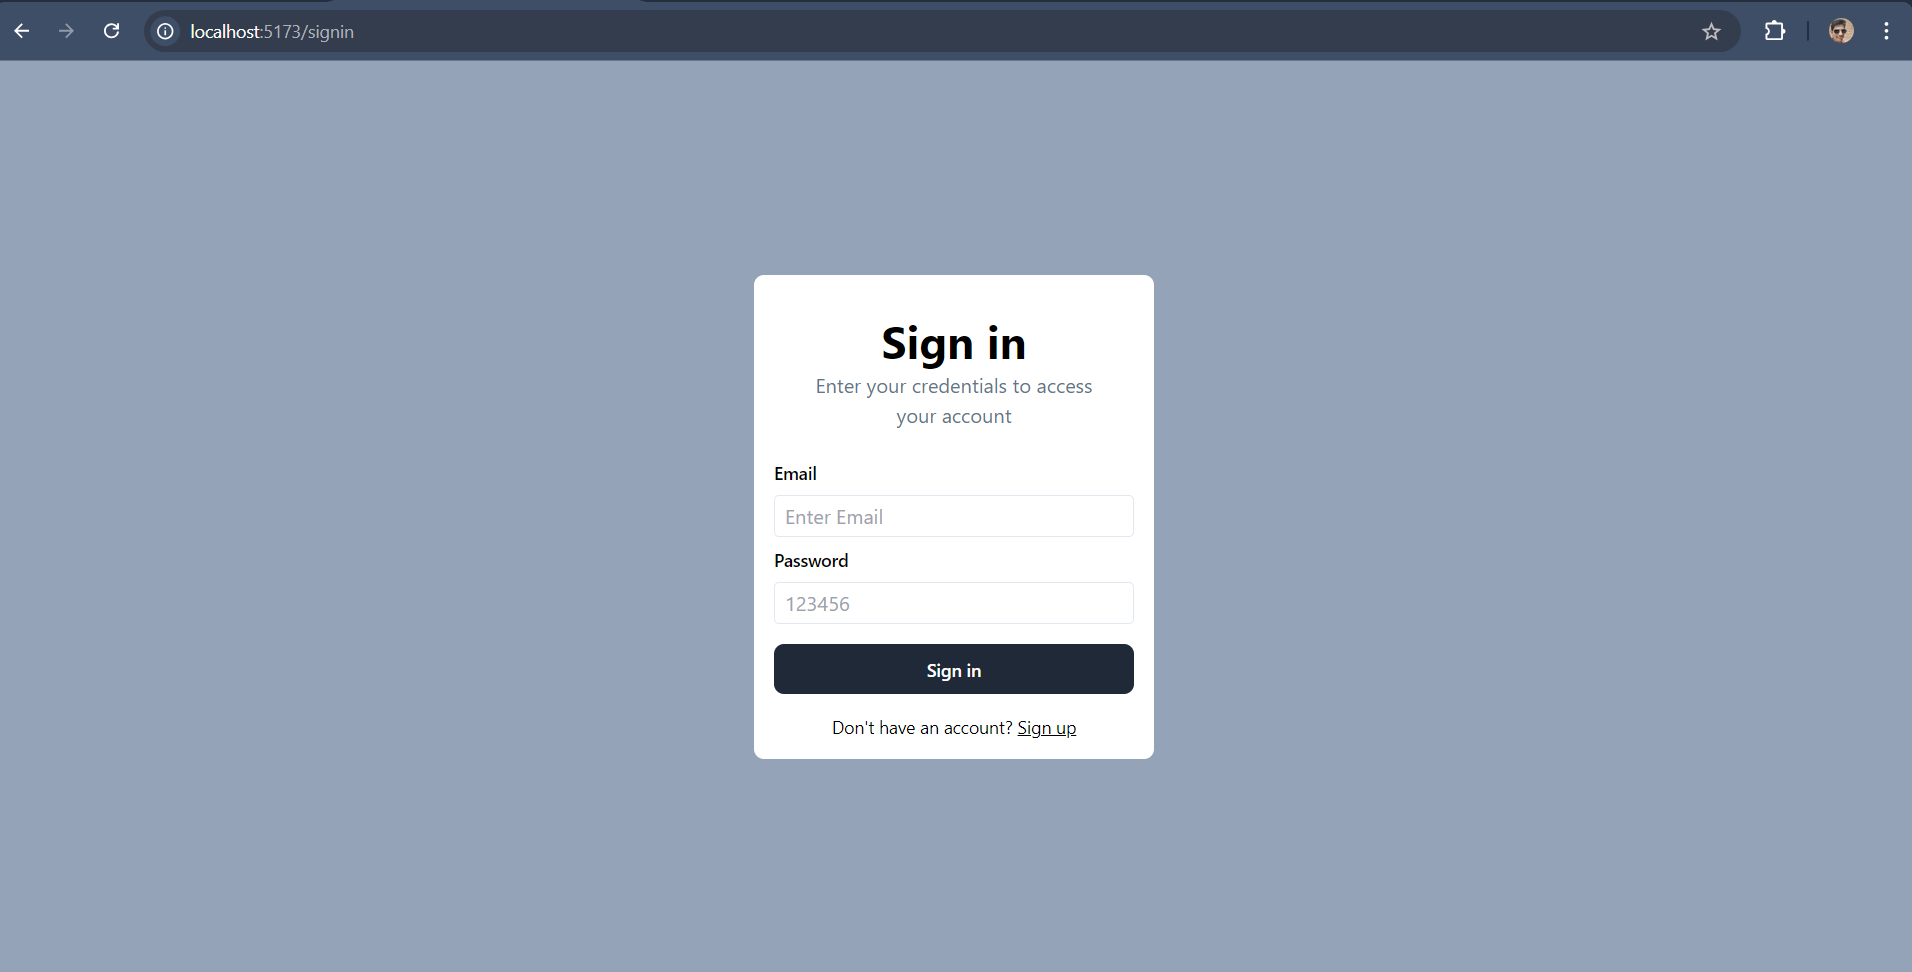 localhost:5173/signin
Sign in
Enter your credentials to access
your account
Email
Enter Email
Password
123456
Sign in
Don't have an account? Sign up